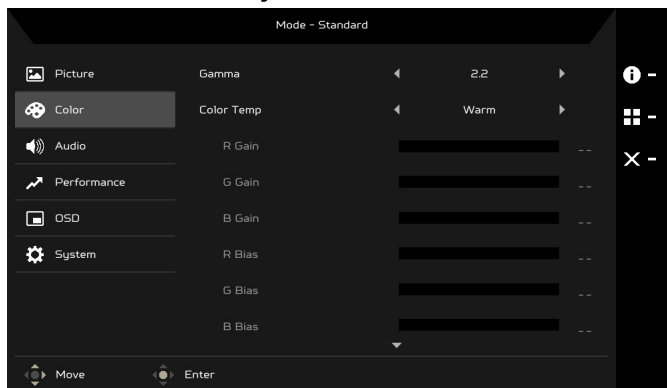 Mode - Standard
Picture
Gamma
2.2
Color
Color Temp
Warm
Audio
R Gain
--
Performance
G Gain
--
OSD
B Gain
--
System
R Bias
--
G Bias
--
B Bias
--
Move
Enter